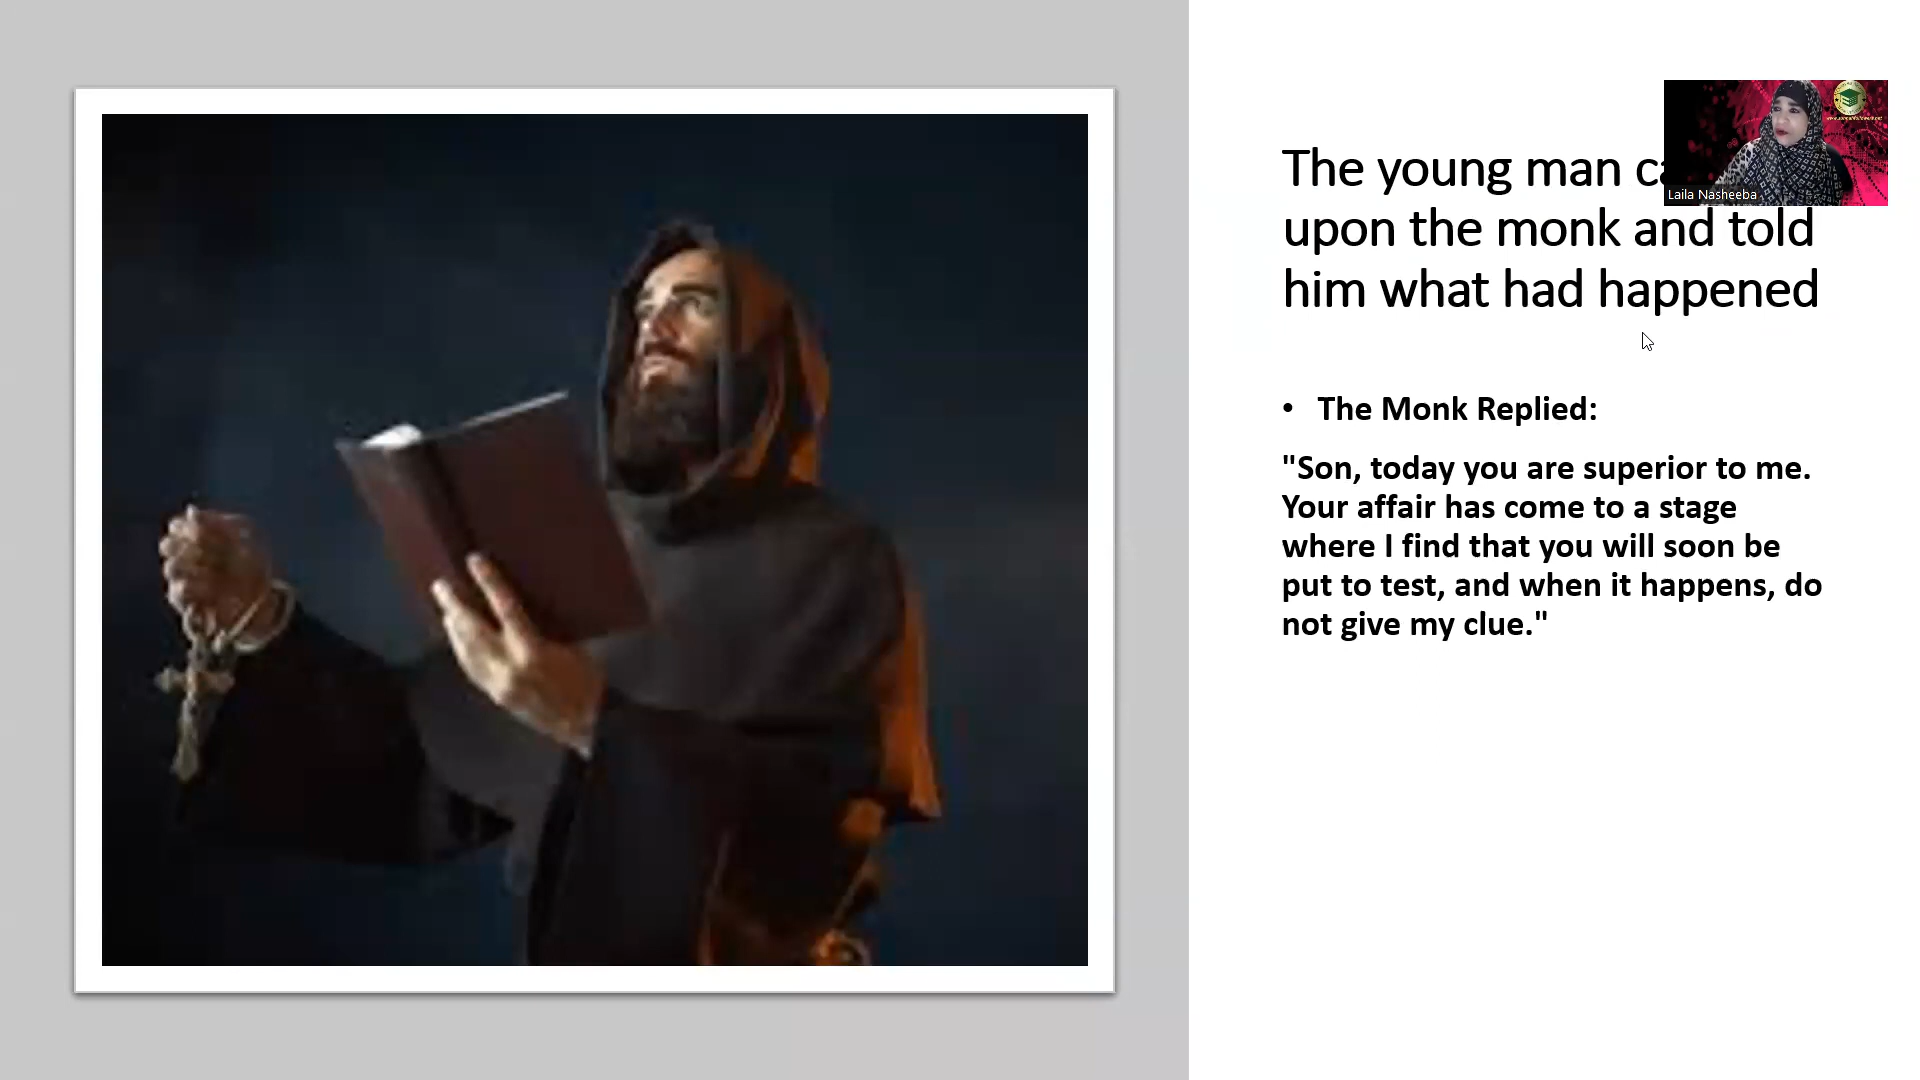 The young man
upon the monk and told
him what had happened
Laila Nasheeba
• The Monk Replied:
"Son, today you are superior to me.
Your affair has come to a stage
where I find that you will soon be
put to test, and when it happens, do
not give my clue."